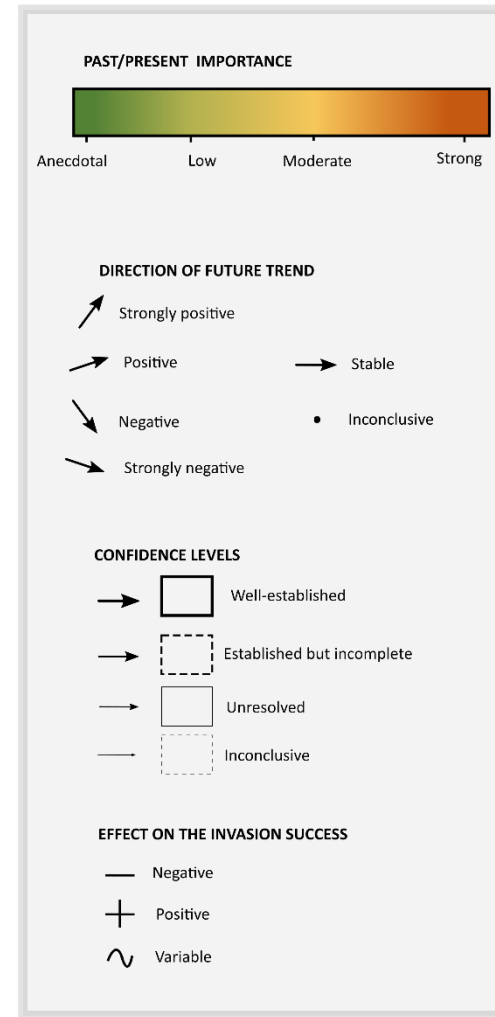 PAST/PRESENT IMPORTANCE
Anecdotal Low Moderate Strong
DIRECTION OF FUTURE TREND
Strongly positive
Positive Stable
Negative Inconclusive
Strongly negative
CONFIDENCE LEVELS
Well-established
Established but incomplete
Unresolved
Inconclusive
EFFECT ON THE INVASION SUCCESS
Negative
Positive
Variable